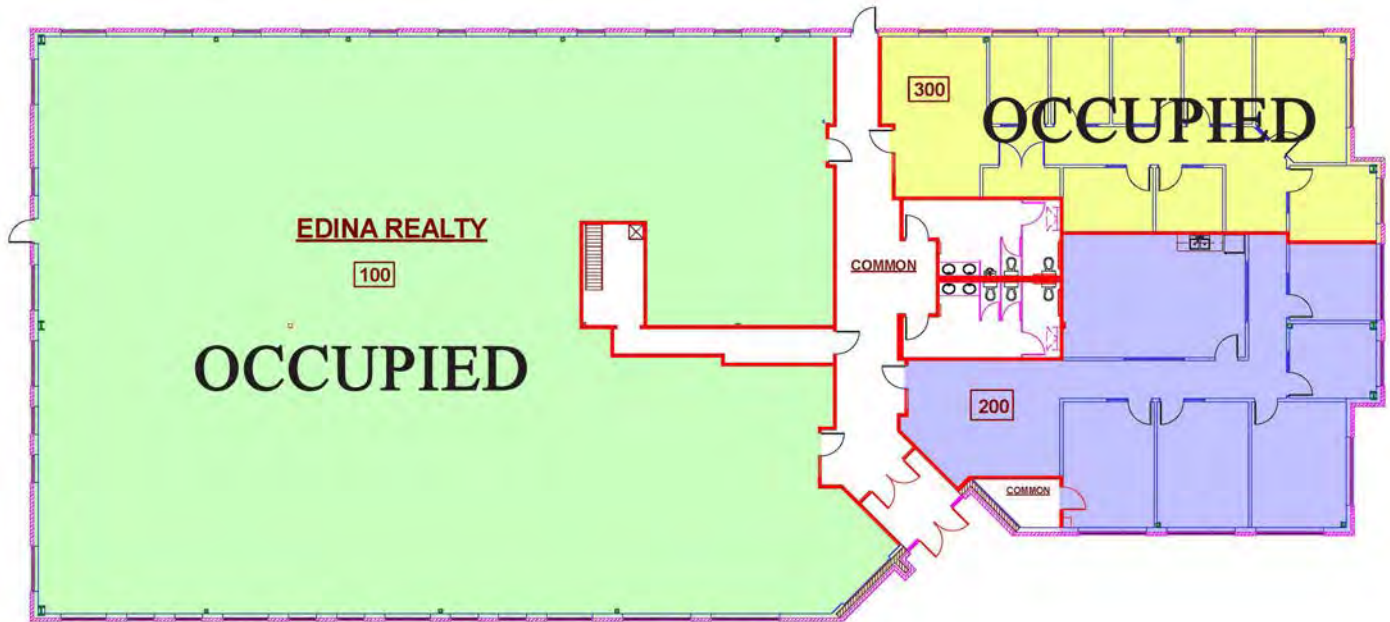 300
OCCUPIED
EDINA REALTY
100
COMMON
OCCUPIED
200
COMMON